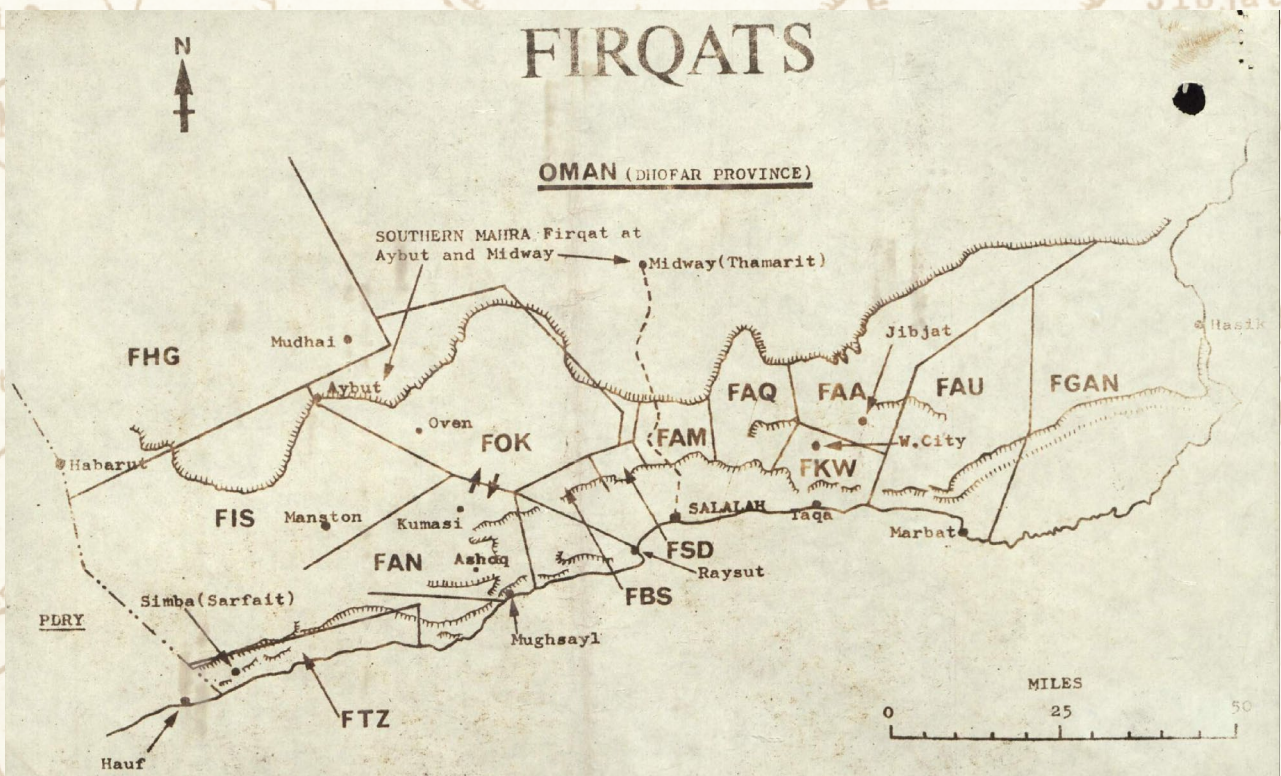 N
FIRQATS
OMAN (DHOFAR PROVINCE)
SOUTHERN MAHRA Firqat at
Aybut and Midway
Midway(Thamarit)
Hasik
Jibjat
Mudhai
FHG
Aybut
FAQ
FAA
FAU
FGAN
Oven
FOK
FAM
W.City
Habarut
FKW
FIS
Manston
Kumasi
SALALAH
Taqa
Marbat
FAN
Ashoq
FSD
Raysut
Simba(Sarfait)
FBS
PDRY
Mughsayl
MILES
0 25 50
FTZ
Hauf